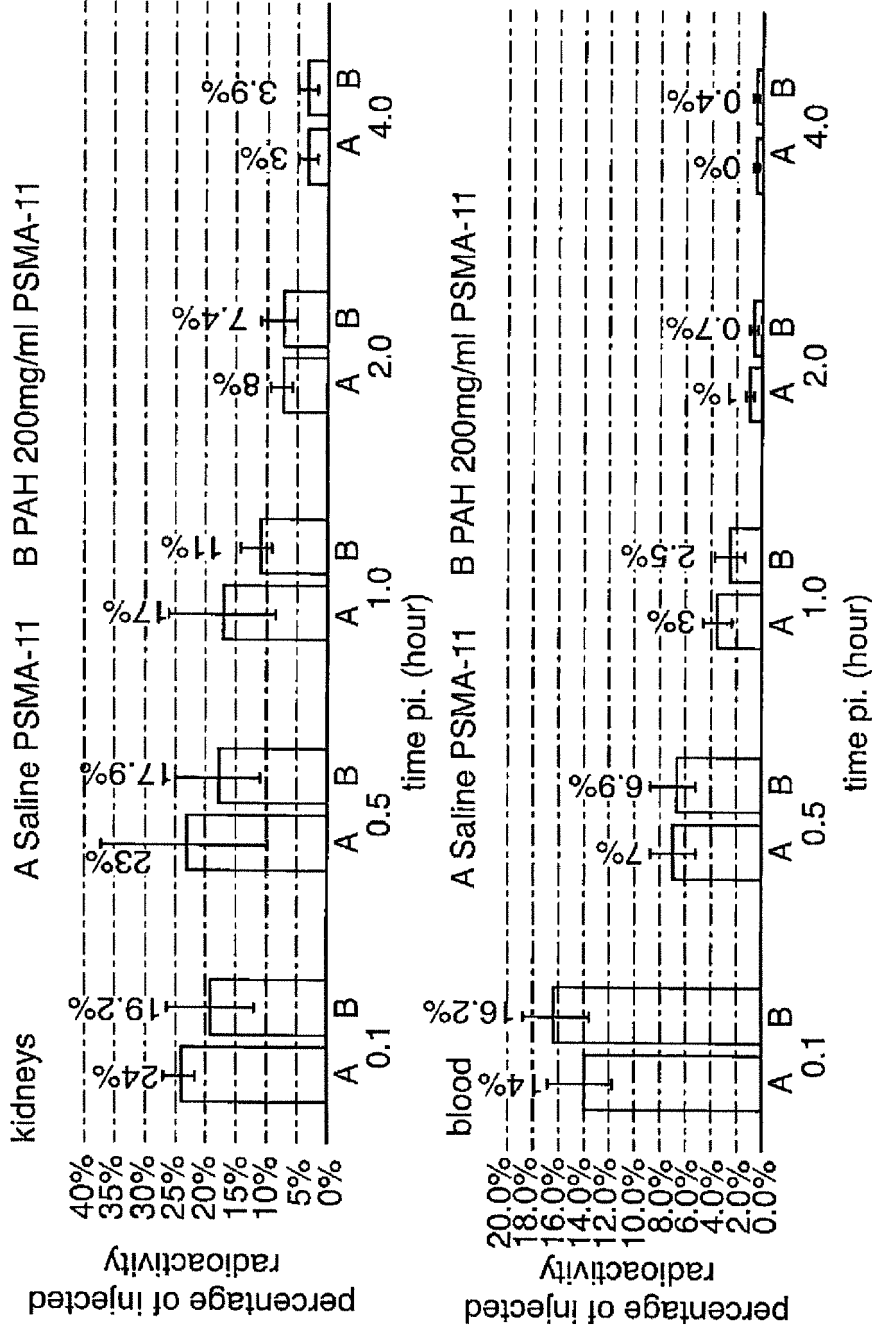 kidneys
A Saline PSMA-11 B PAH 200mg/ml PSMA-11
percentage of injected
radioactivity
40%
35%
30%
25%
20%
15%
10%
5%
0%
24% 19.2% 23% 17.9% 17% 11% 8% 7.4% 3% 3.9%
A B A B A B A B A B
0.1 0.5 1.0 2.0 4.0
time pi. (hour)
blood
A Saline PSMA-11 B PAH 200mg/ml PSMA-11
percentage of injected
radioactivity
20.0%
18.0%
16.0%
14.0%
12.0%
10.0%
8.0%
6.0%
4.0%
2.0%
0.0%
14% 16.2% 7% 6.9% 3% 2.5% 1% 0.7% 0% 0.4%
A B A B A B A B A B
0.1 0.5 1.0 2.0 4.0
time pi. (hour)